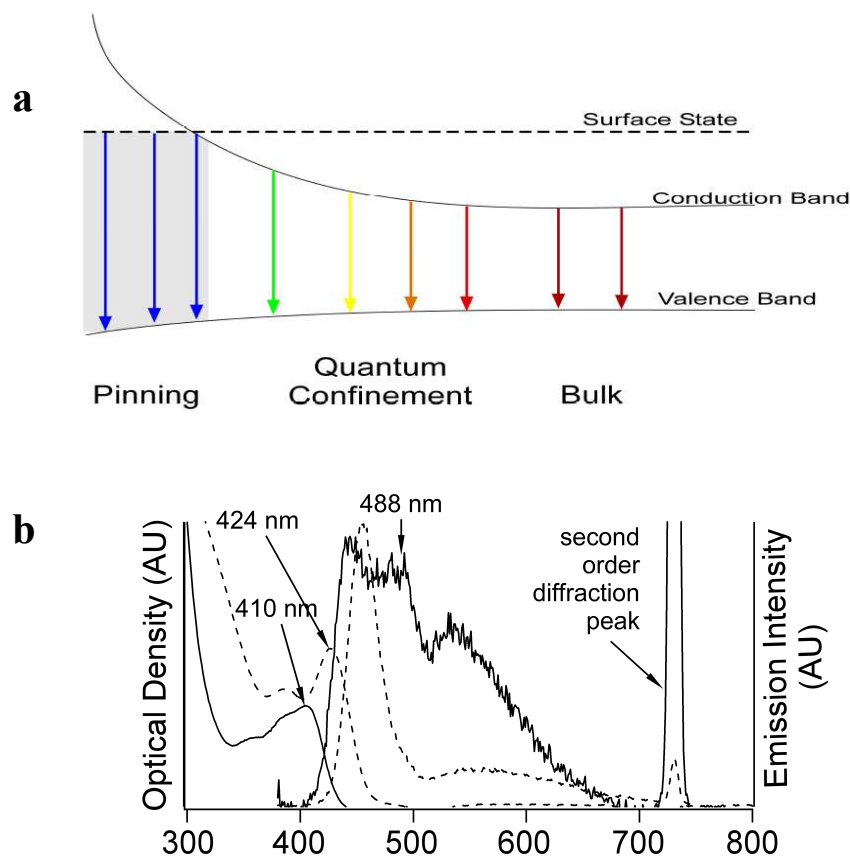 a
Surface State
Conduction Band
Valence Band
Pinning
Quantum
Confinement
Bulk
b
488 nm
424 nm
410 nm
second
order
diffraction
peak
Optical Density (AU)
Emission Intensity
(AU)
300 400 500 600 700 800